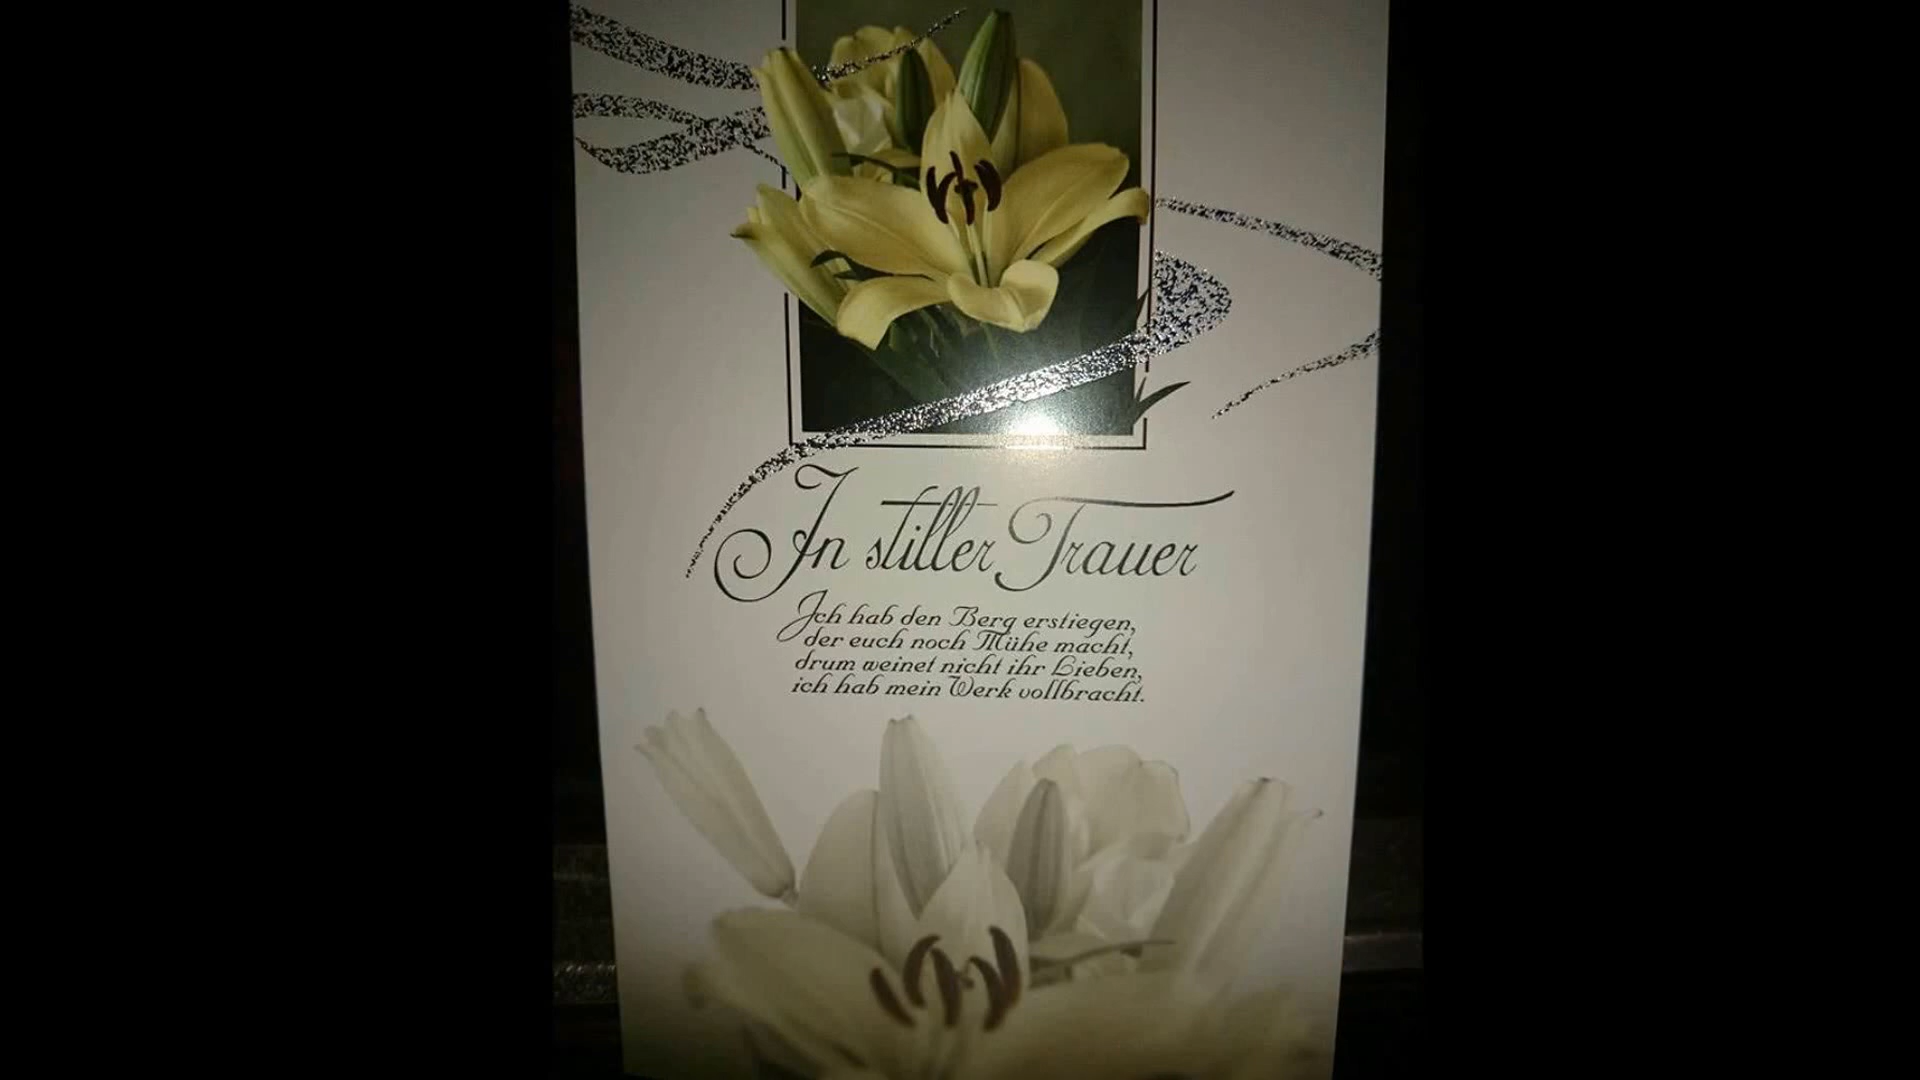 In stiller Trauer
Ich hab den Berg erstiegen,
der euch noch Mühe macht,
drum weinet nicht ihr Lieben,
ich hab mein Werk vollbracht.